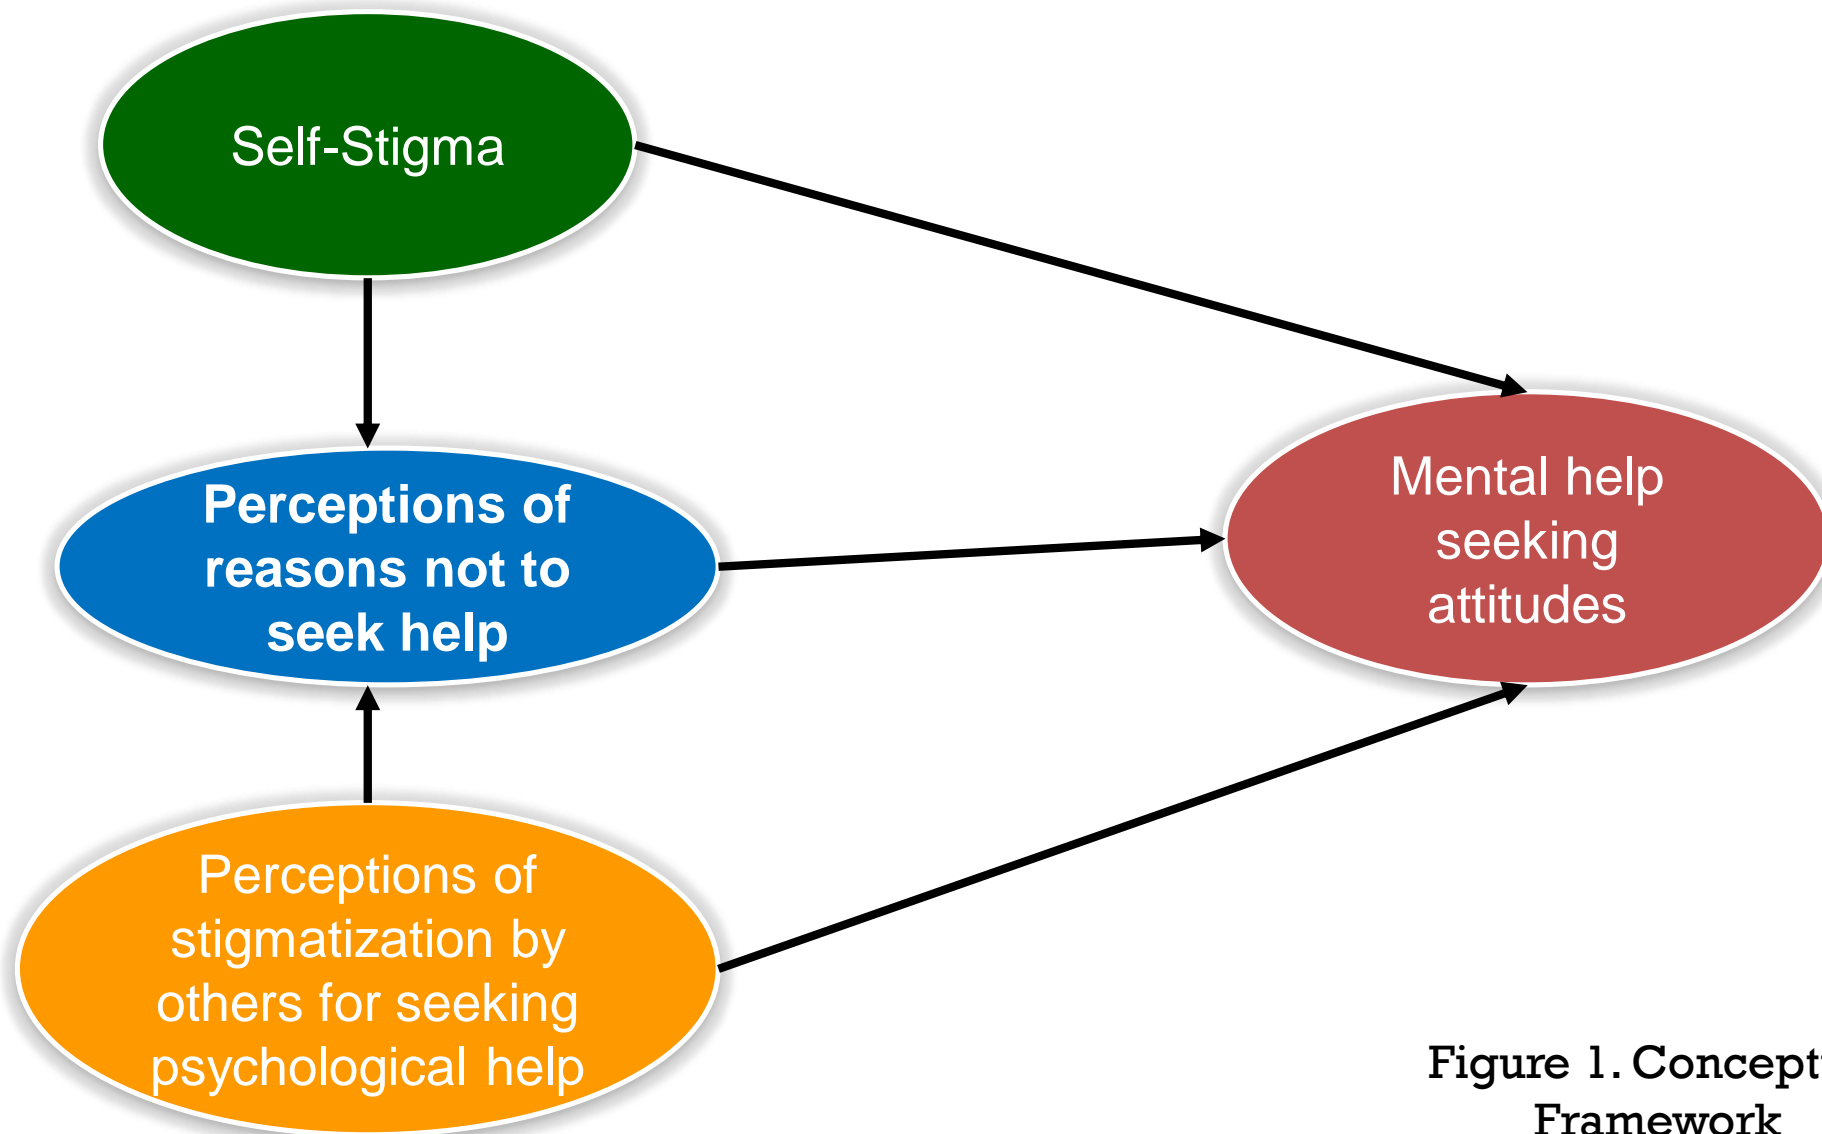 Self-Stigma
Perceptions of
reasons not to
seek help
Mental help
seeking
attitudes
Perceptions of
stigmatization by
others for seeking
psychological help
Figure 1. Concept
Framework